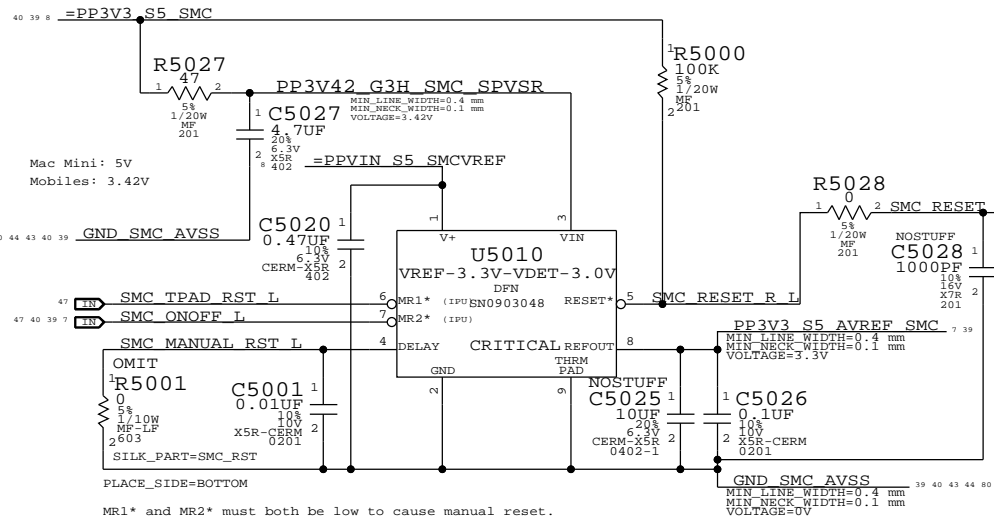 40 39 8 =PP3V3_S5_SMC
R5027
47
1 2
5%
1/20W
MF
201
PP3V42_G3H_SMC_SPVSR
MIN_LINE_WIDTH=0.4 mm
MIN_NECK_WIDTH=0.1 mm
VOLTAGE=3.42V
1
R5000
100K
5%
1/20W
MF
201
2
1
C5027
4.7UF
20%
6.3V
X5R
402
2
Mac Mini: 5V
Mobiles: 3.42V
8 =PPVIN_S5_SMCVREF
44 43 40 39 GND_SMC_AVSS
C5020
0.47UF
10%
6.3V
CERM-X5R
402
1
2
1
V+
3
VIN
U5010
VREF-3.3V-VDET-3.0V
DFN
SN0903048
CRITICAL
R5028
0
1 2
5%
1/20W
MF
201
SMC_RESET
NOSTUFF
C5028
1000PF
10%
16V
X7R
201
1
2
47 IN SMC_TPAD_RST_L 6 MR1* (IPU)
RESET* 5 SMC_RESET_R_L
47 40 39 7 IN SMC_ONOFF_L 7 MR2* (IPU)
SMC_MANUAL_RST_L 4 DELAY
REFOUT 8
PP3V3_S5_AVREF_SMC 7 39
MIN_LINE_WIDTH=0.4 mm
MIN_NECK_WIDTH=0.1 mm
VOLTAGE=3.3V
GND
2
THRM
PAD
9
OMIT
1
R5001
0
5%
1/10W
MF-LF
603
2
SILK_PART=SMC_RST
C5001
0.01UF
10%
10V
X5R-CERM
0201
1
2
NOSTUFF
C5025
10UF
20%
6.3V
CERM-X5R
0402-1
1
2
1
C5026
0.1UF
10%
10V
X5R-CERM
0201
2
PLACE_SIDE=BOTTOM
GND_SMC_AVSS 39 40 43 44 80
MIN_LINE_WIDTH=0.4 mm
MIN_NECK_WIDTH=0.1 mm
VOLTAGE=0V
MR1* and MR2* must both be low to cause manual reset.